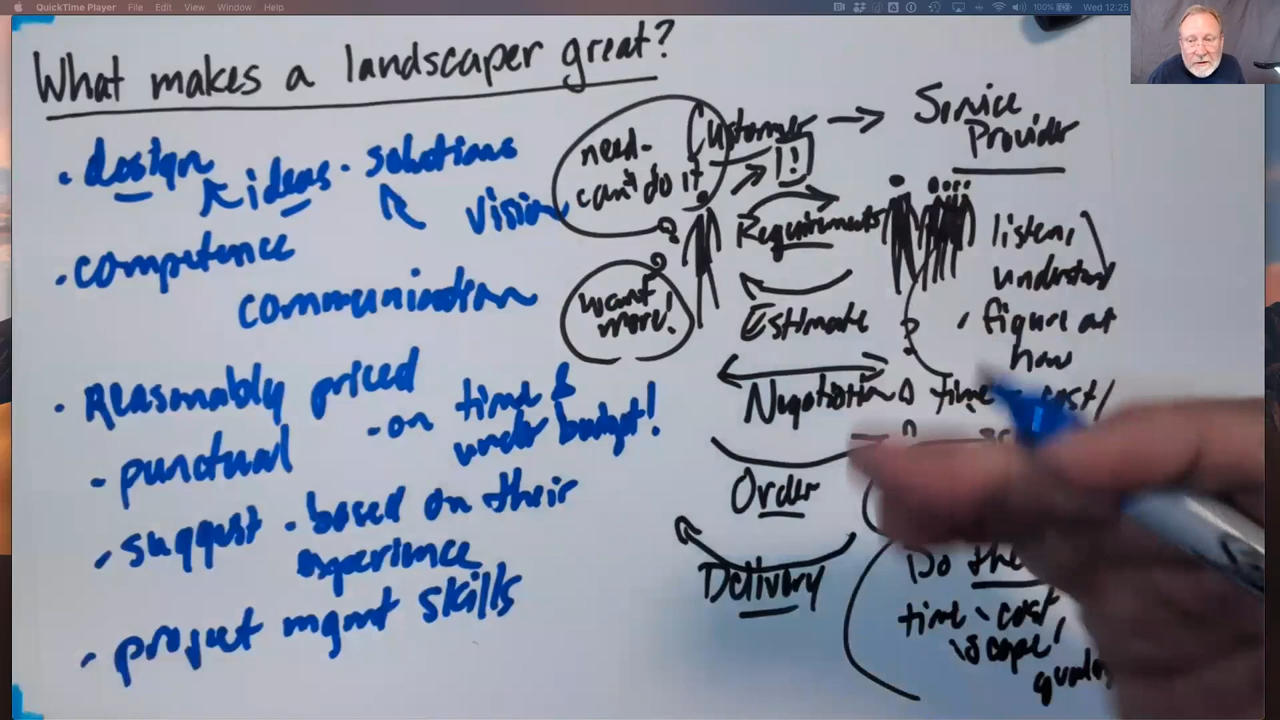 QuickTime Player File Edit View Window Help
100% Wed 12:25
What makes a landscaper great?
• design ideas • solutions
vision
• competence
communication
• Reasonably priced
- on time &
under budget!
- punctual
- suggest • based on their
experience
- project mgmt skills
need-
can't do it
want
more!
Customer → Service
Provider
!
Requirements
Estimate
Negotiation
Order
Delivery
listen,
understand
• figure out
how
time cost/
Do the
time \ cost
\ scope/